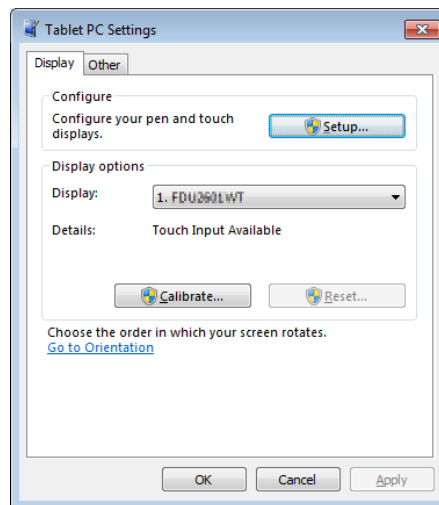 Tablet PC Settings
Display Other
Configure
Configure your pen and touch
displays.
Setup...
Display options
Display: 1. FDU2601WT
Details: Touch Input Available
Calibrate... Reset...
Choose the order in which your screen rotates.
Go to Orientation
OK Cancel Apply